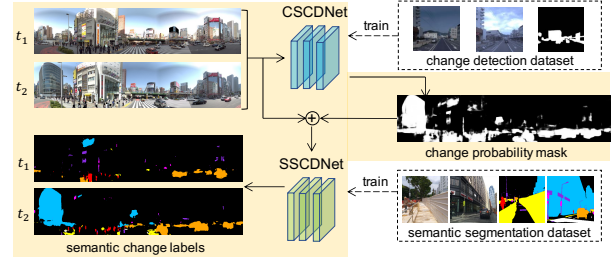 CSCDNet
t1
t2
train
change detection dataset
change probability mask
SSCDNet
t1
t2
train
semantic change labels
semantic segmentation dataset